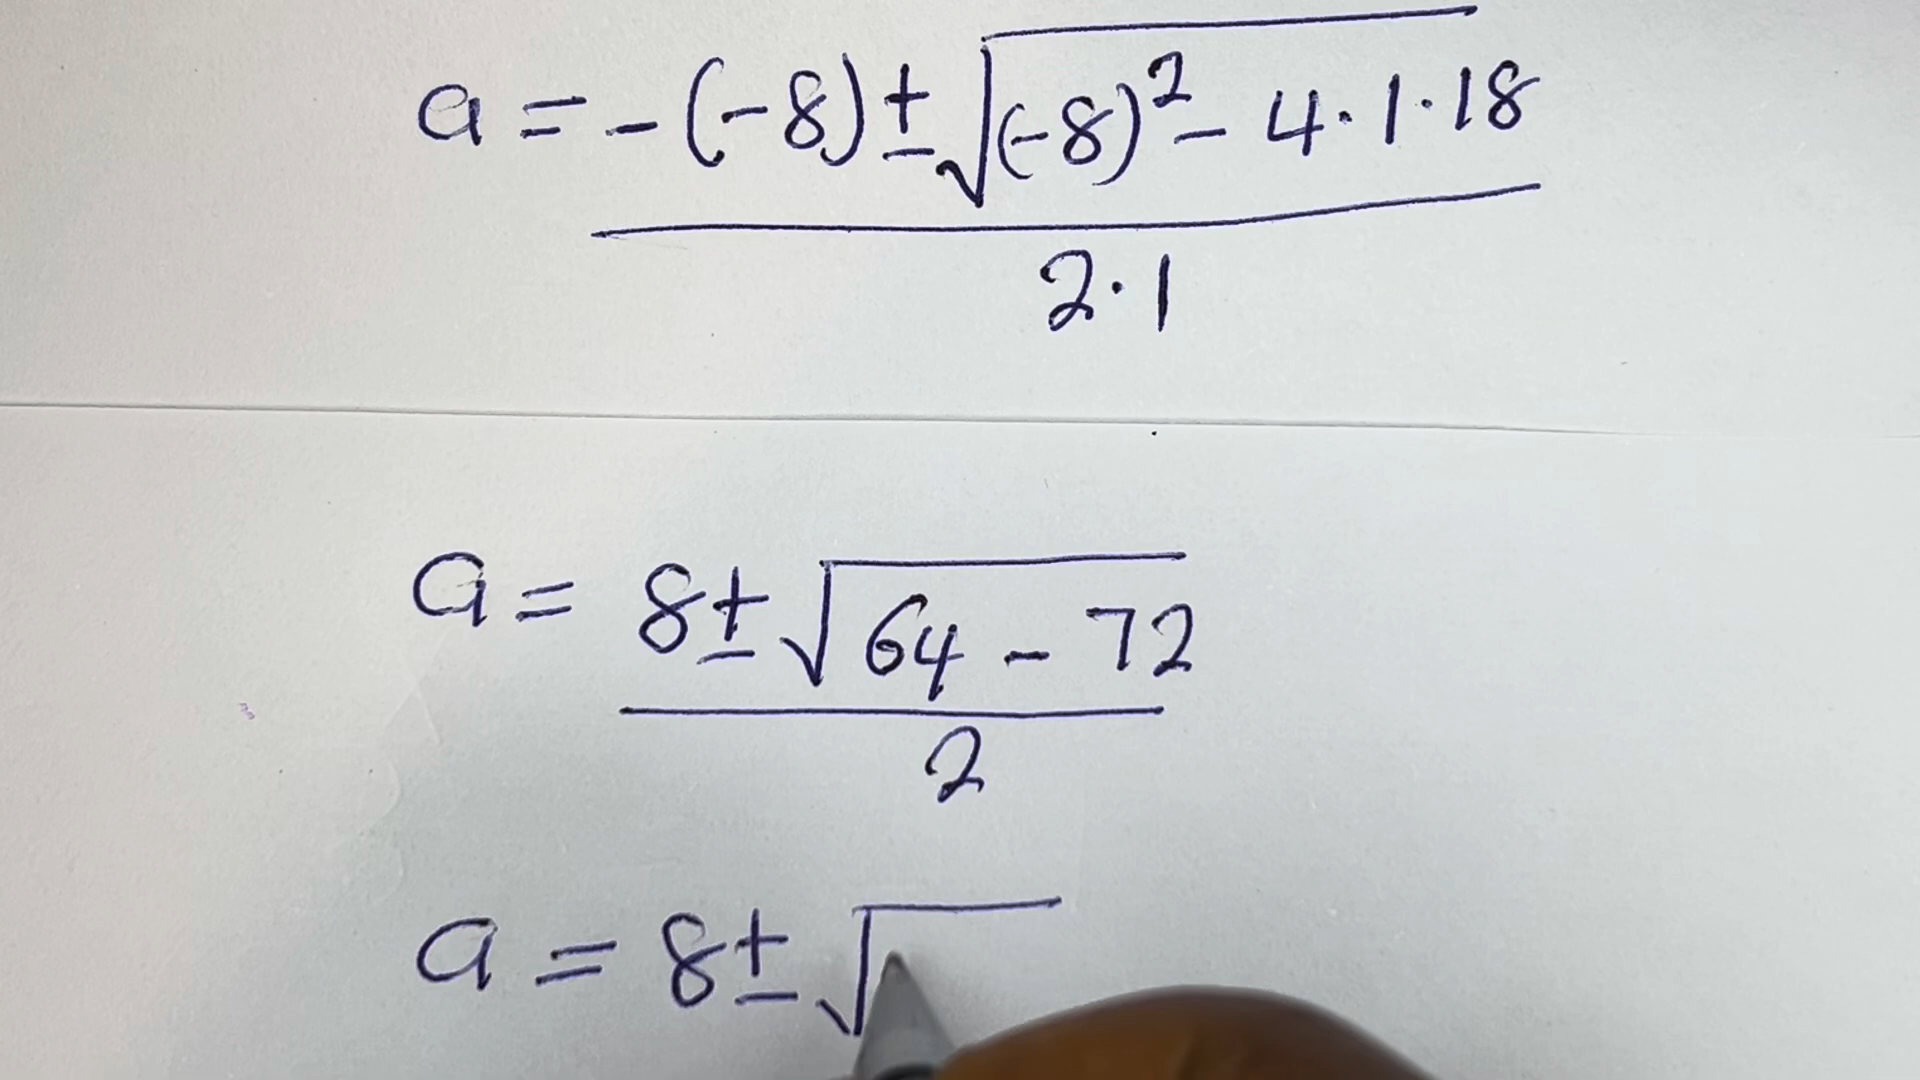 a = -(-8) ± √(-8)² - 4·1·18
2·1
a = 8 ± √64 - 72
2
a = 8 ± √